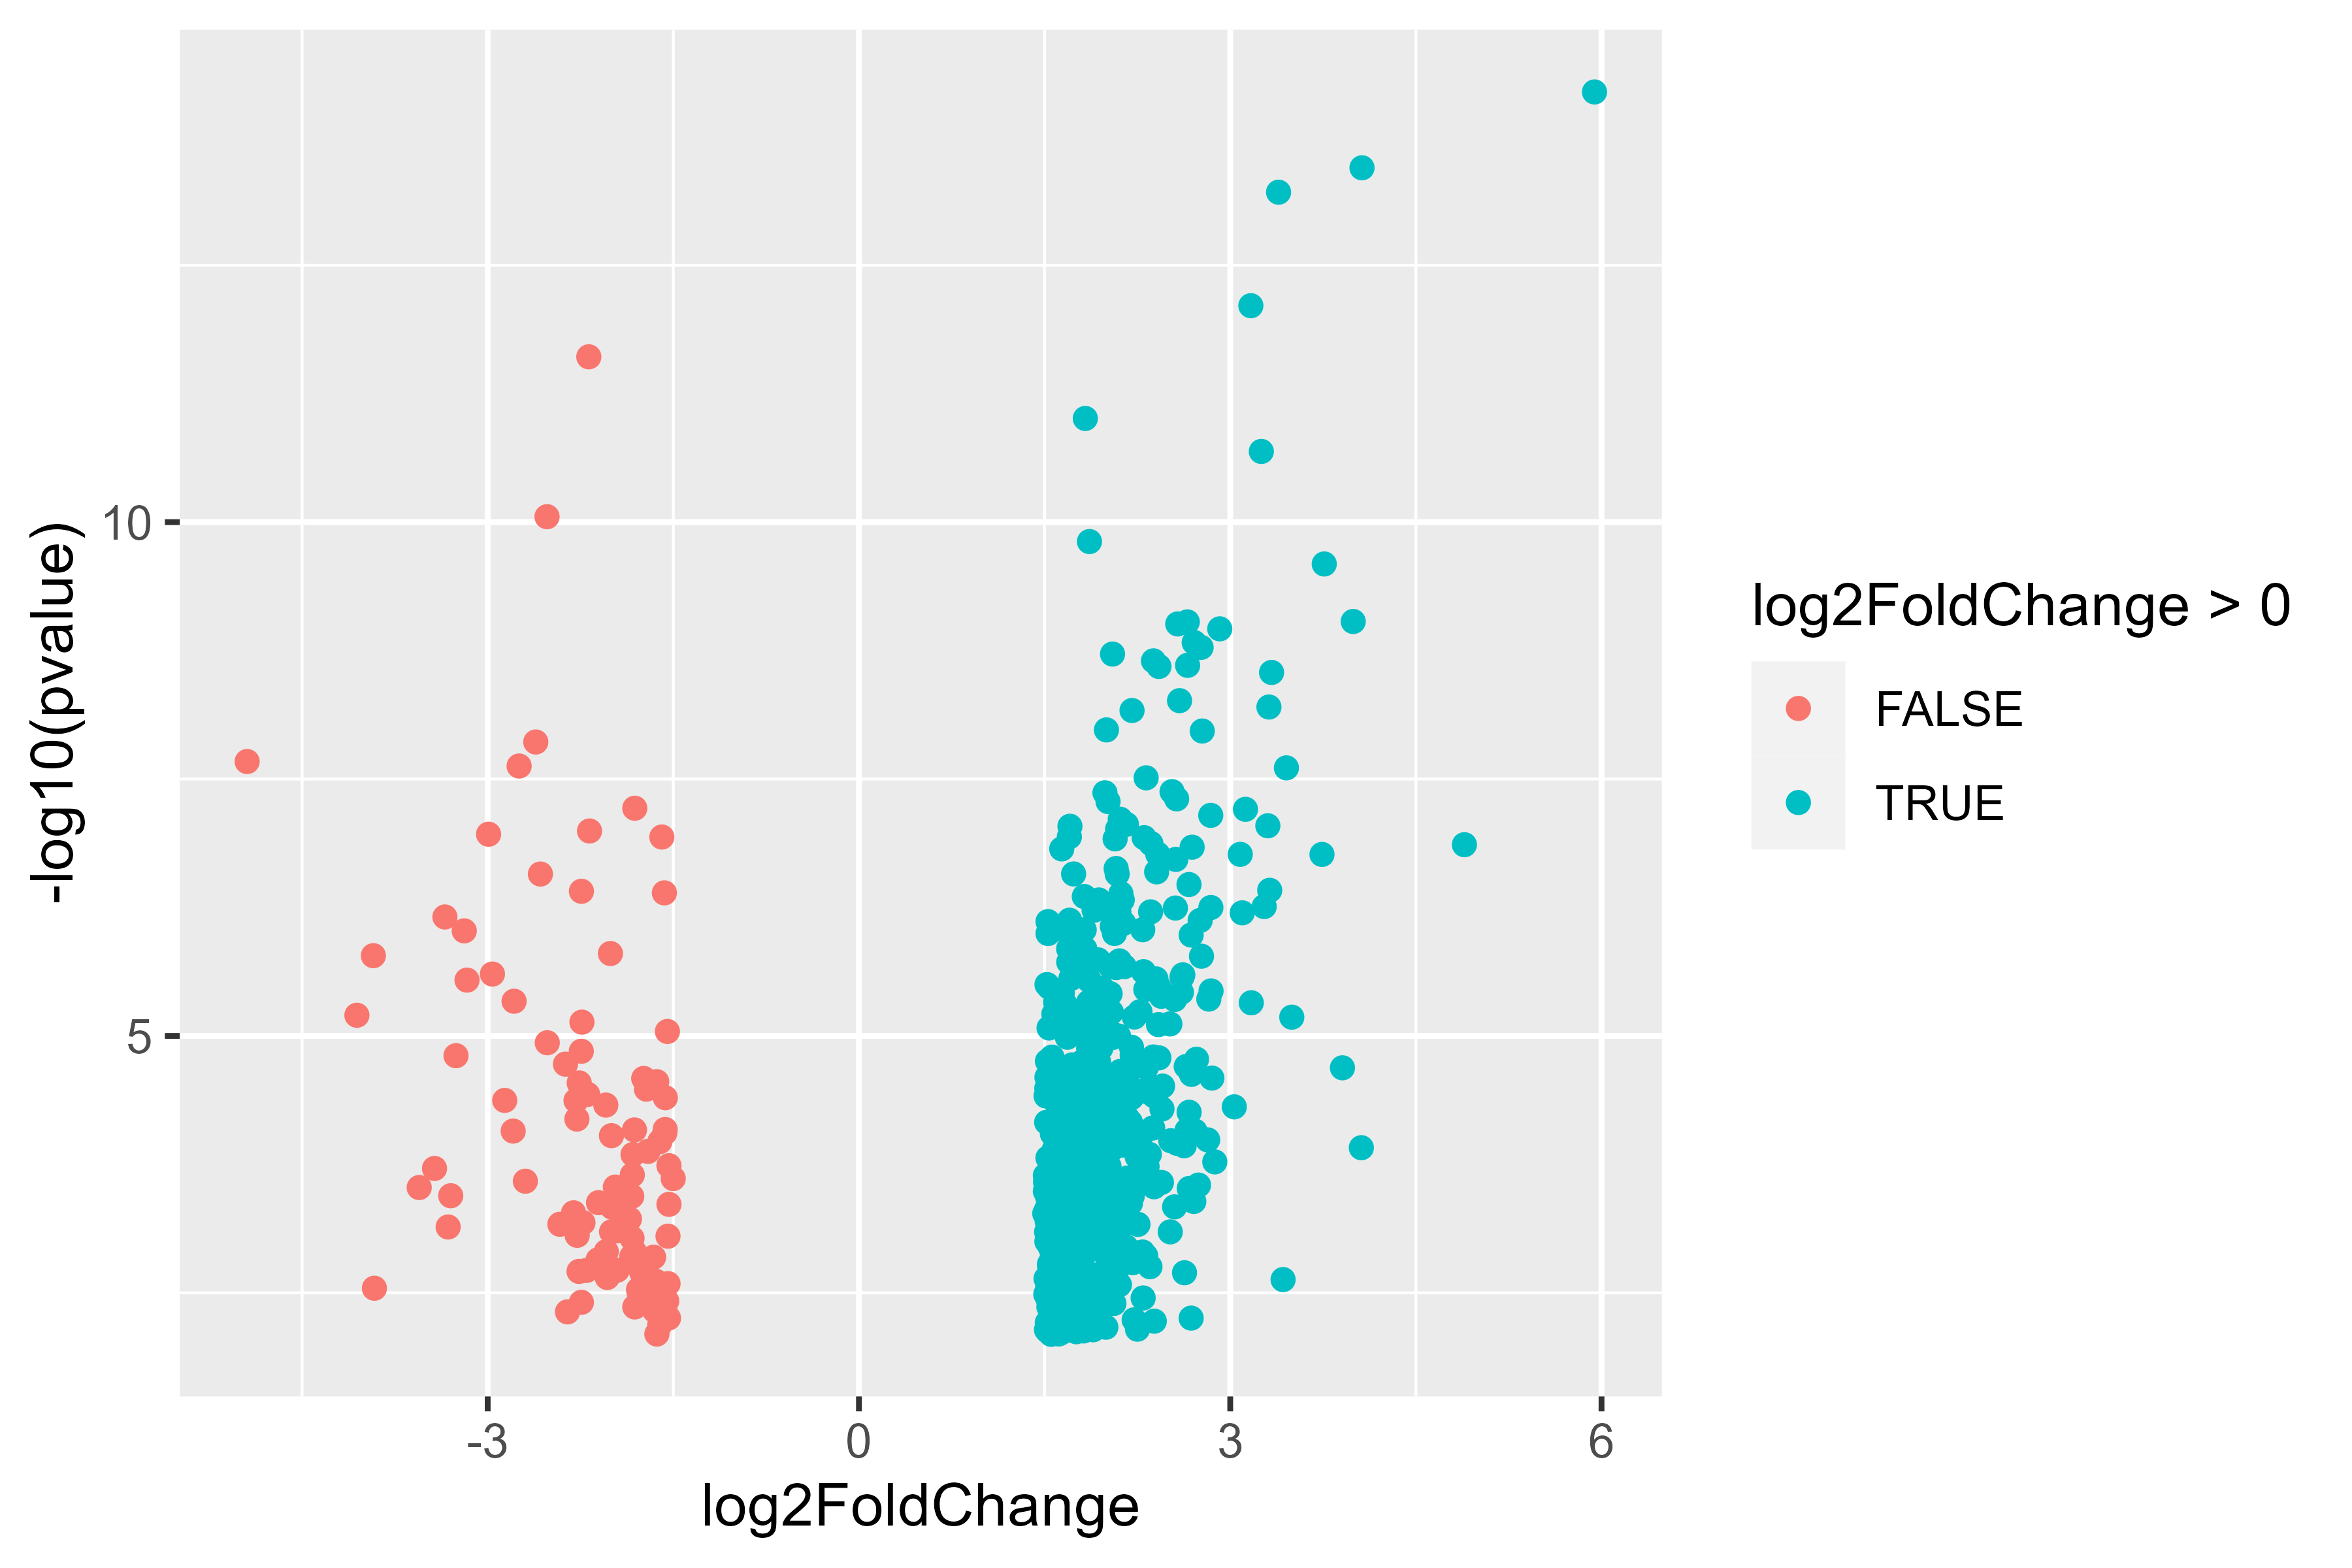 -log10(pvalue)
10
5
-3
0
3
6
log2FoldChange
log2FoldChange > 0
FALSE
TRUE